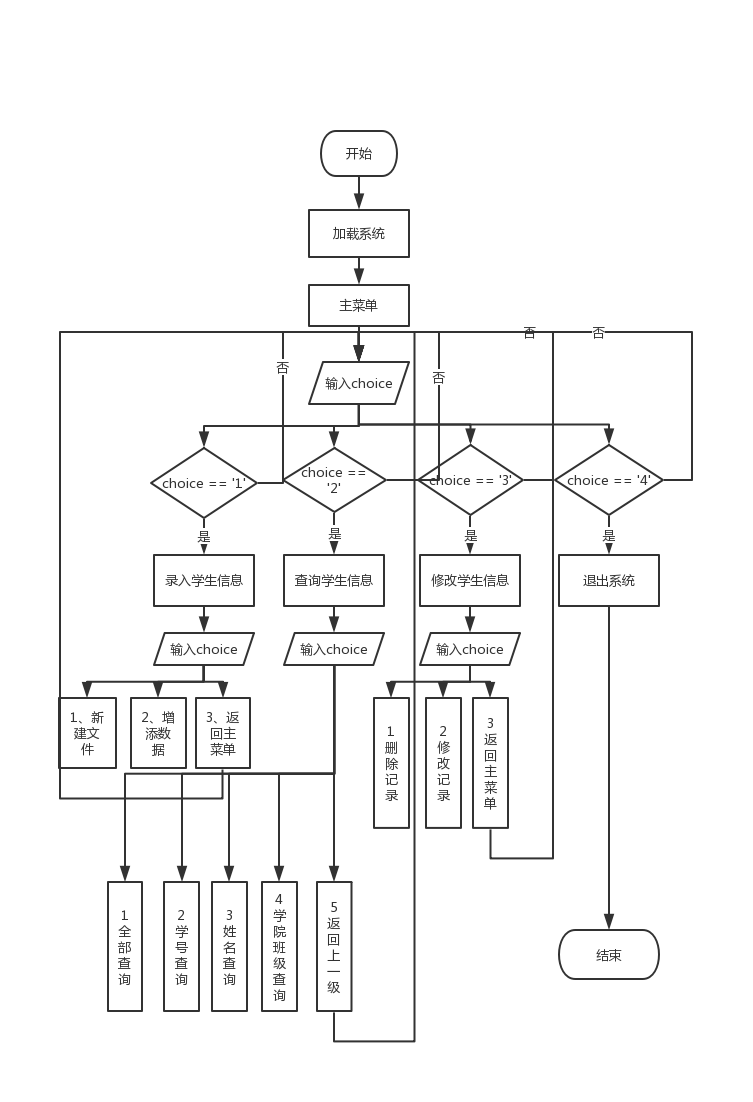 开始
加载系统
主菜单
否
否
否
否
输入choice
choice == '1'
choice ==
'2'
choice == '3'
choice == '4'
是
是
是
是
录入学生信息
查询学生信息
修改学生信息
退出系统
输入choice
输入choice
输入choice
1、新
建文
件
2、增
添数
据
3、返
回主
菜单
1
删
除
记
录
2
修
改
记
录
3
返
回
主
菜
单
1
全
部
查
询
2
学
号
查
询
3
姓
名
查
询
4
学
院
班
级
查
询
5
返
回
上
一
级
结束